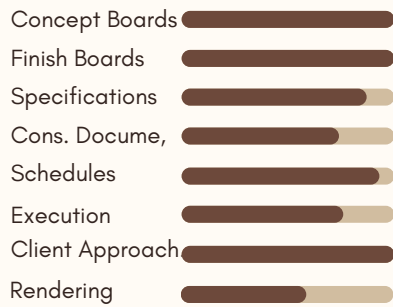 Concept Boards
Finish Boards
Specifications
Cons. Docume,
Schedules
Execution
Client Approach
Rendering